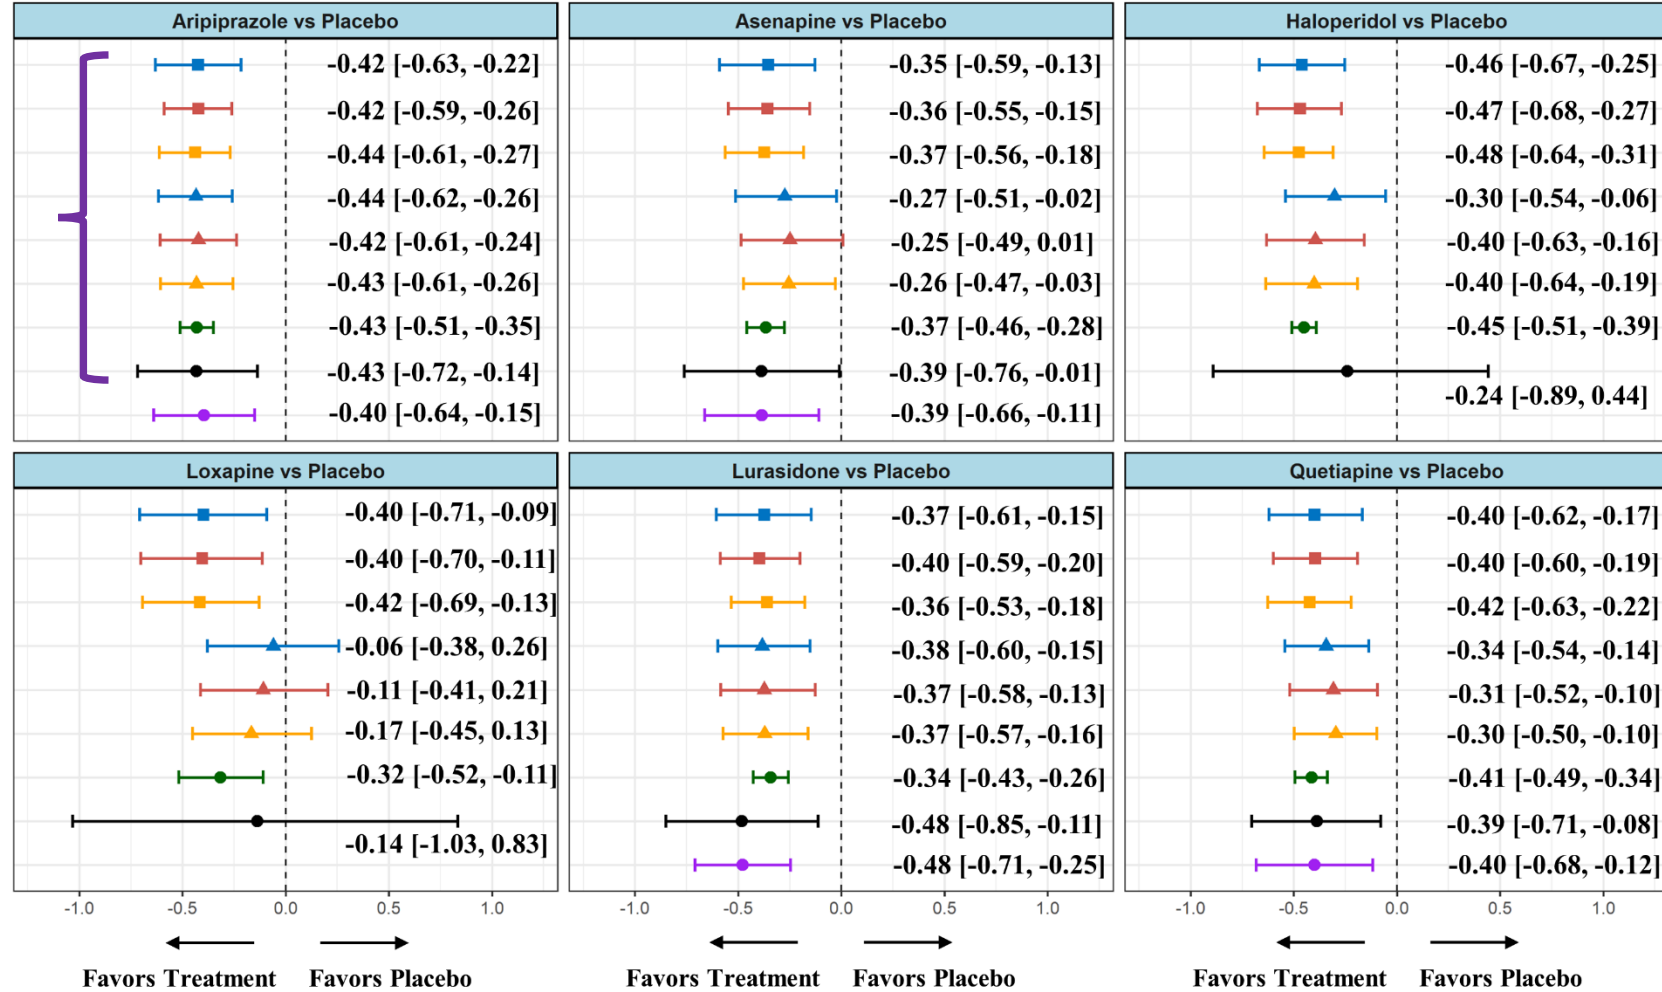 Aripiprazole vs Placebo
-0.42 [-0.63, -0.22]
-0.42 [-0.59, -0.26]
-0.44 [-0.61, -0.27]
-0.44 [-0.62, -0.26]
-0.42 [-0.61, -0.24]
-0.43 [-0.61, -0.26]
-0.43 [-0.51, -0.35]
-0.43 [-0.72, -0.14]
-0.40 [-0.64, -0.15]
Asenapine vs Placebo
-0.35 [-0.59, -0.13]
-0.36 [-0.55, -0.15]
-0.37 [-0.56, -0.18]
-0.27 [-0.51, -0.02]
-0.25 [-0.49, 0.01]
-0.26 [-0.47, -0.03]
-0.37 [-0.46, -0.28]
-0.39 [-0.76, -0.01]
-0.39 [-0.66, -0.11]
Haloperidol vs Placebo
-0.46 [-0.67, -0.25]
-0.47 [-0.68, -0.27]
-0.48 [-0.64, -0.31]
-0.30 [-0.54, -0.06]
-0.40 [-0.63, -0.16]
-0.40 [-0.64, -0.19]
-0.45 [-0.51, -0.39]
-0.24 [-0.89, 0.44]
Loxapine vs Placebo
-0.40 [-0.71, -0.09]
-0.40 [-0.70, -0.11]
-0.42 [-0.69, -0.13]
-0.06 [-0.38, 0.26]
-0.11 [-0.41, 0.21]
-0.17 [-0.45, 0.13]
-0.32 [-0.52, -0.11]
-0.14 [-1.03, 0.83]
-1.0 -0.5 0.0 0.5 1.0
Favors Treatment Favors Placebo
Lurasidone vs Placebo
-0.37 [-0.61, -0.15]
-0.40 [-0.59, -0.20]
-0.36 [-0.53, -0.18]
-0.38 [-0.60, -0.15]
-0.37 [-0.58, -0.13]
-0.37 [-0.57, -0.16]
-0.34 [-0.43, -0.26]
-0.48 [-0.85, -0.11]
-0.48 [-0.71, -0.25]
-1.0 -0.5 0.0 0.5 1.0
Favors Treatment Favors Placebo
Quetiapine vs Placebo
-0.40 [-0.62, -0.17]
-0.40 [-0.60, -0.19]
-0.42 [-0.63, -0.22]
-0.34 [-0.54, -0.14]
-0.31 [-0.52, -0.10]
-0.30 [-0.50, -0.10]
-0.41 [-0.49, -0.34]
-0.39 [-0.71, -0.08]
-0.40 [-0.68, -0.12]
-1.0 -0.5 0.0 0.5 1.0
Favors Treatment Favors Placebo